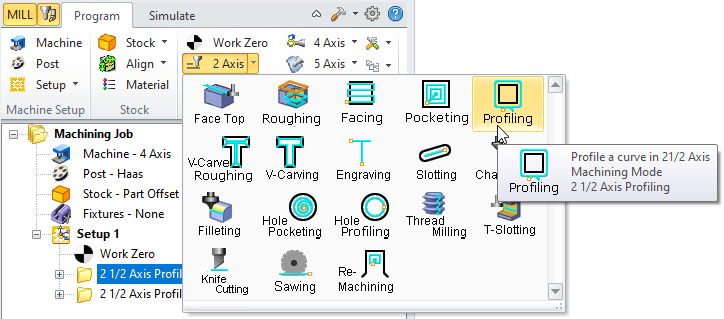 MILL Program Simulate
Machine Stock Work Zero 4 Axis
Post Align 2 Axis 5 Axis
Setup Material
Machine Setup Stock
Face Top Roughing Facing Pocketing Profiling
V-Carve Roughing V-Carving Engraving Slotting Cha
Filleting Hole Pocketing Hole Profiling Thread Milling T-Slotting
Knife Cutting Sawing Re-Machining
Profiling
Profile a curve in 21/2 Axis
Machining Mode
2 1/2 Axis Profiling
Machining Job
Machine - 4 Axis
Post - Haas
Stock - Part Offset
Fixtures - None
Setup 1
Work Zero
2 1/2 Axis Profil
2 1/2 Axis Profil